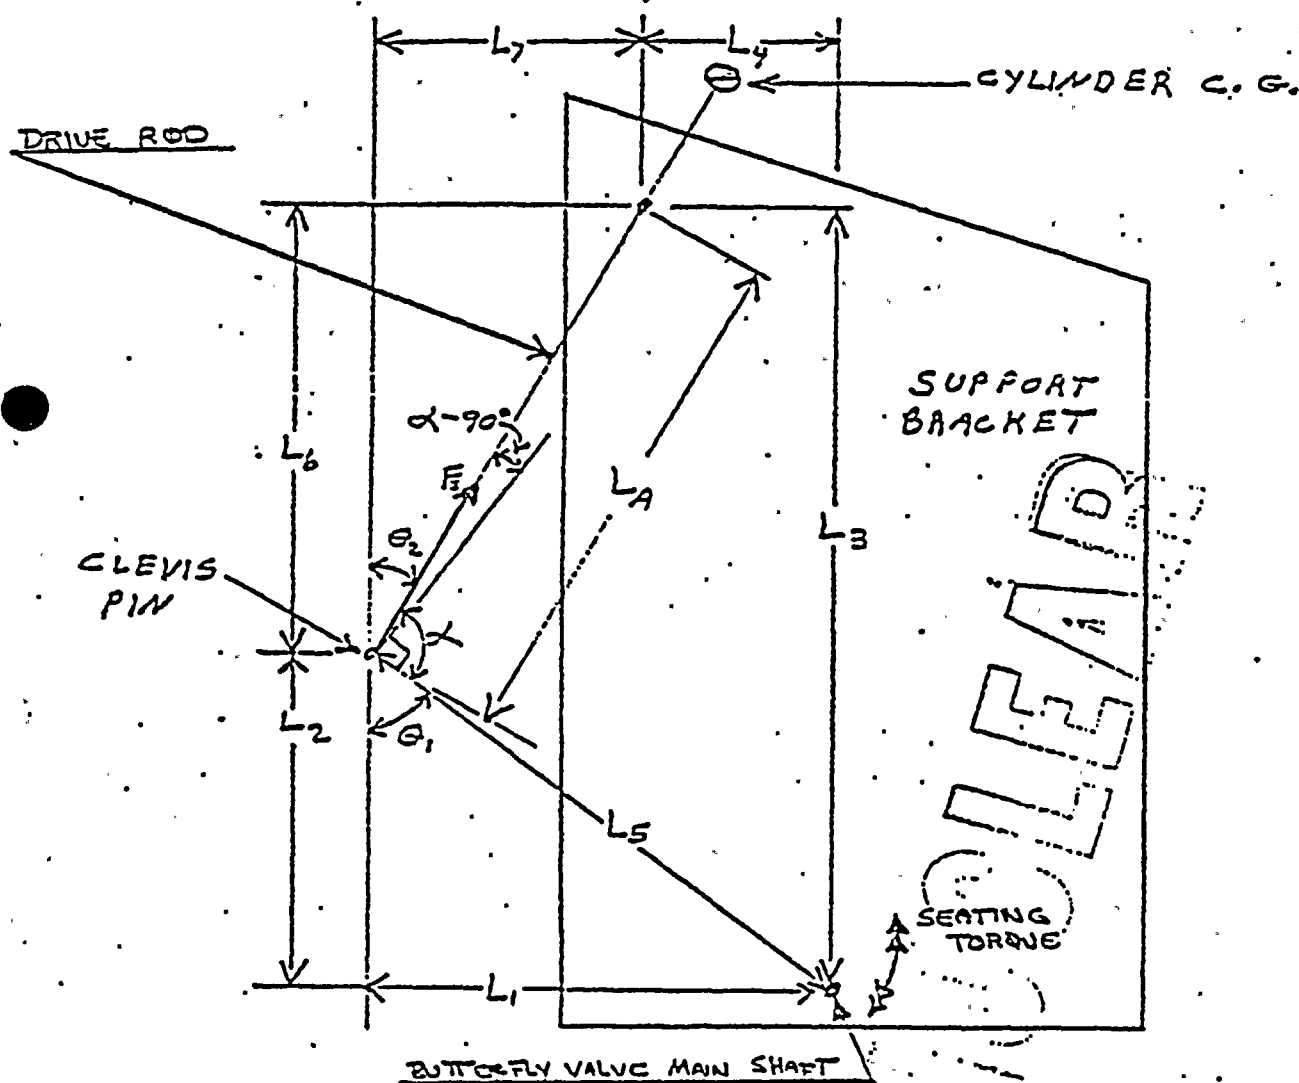 L7
L4
CYLINDER C. G.
DRIVE ROD
SUPPORT
BRACKET
α-90°
L6
LA
L3
θ2
CLEVIS
PIN
α
L2
θ1
L5
SEATING
TORQUE
L1
BUTTERFLY VALVE MAIN SHAFT